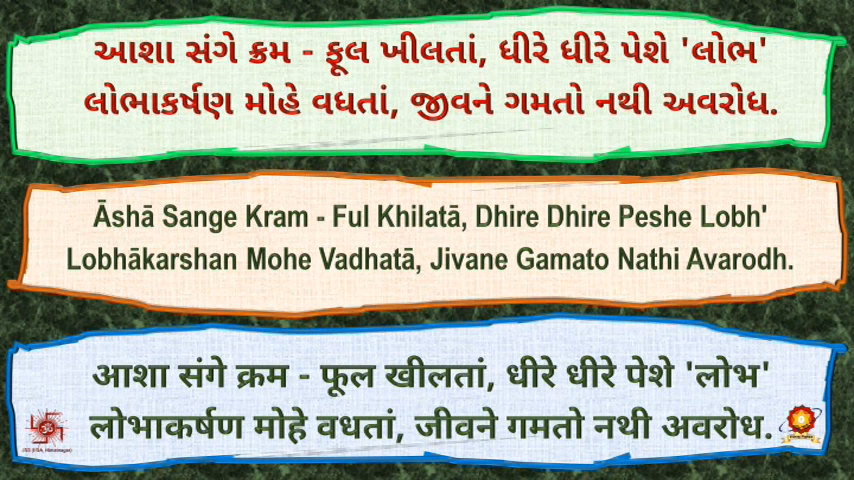 આશા સંગે ક્રમ - ફૂલ ખીલતાં, ધીરે ધીરે પેશે 'લોભ'
લોભાકર્ષણ મોહે વધતાં, જીવને ગમતો નથી અવરોધ.
Āshā Sange Kram - Ful Khilatā, Dhire Dhire Peshe Lobh'
Lobhākarshan Mohe Vadhatā, Jivane Gamato Nathi Avarodh.
आशा संगे क्रम - फूल खीलतां, धीरे धीरे पेशे 'लोभ'
लोभाकर्षण मोहे वधतां, जीवने गमतो नथी अवरोध.